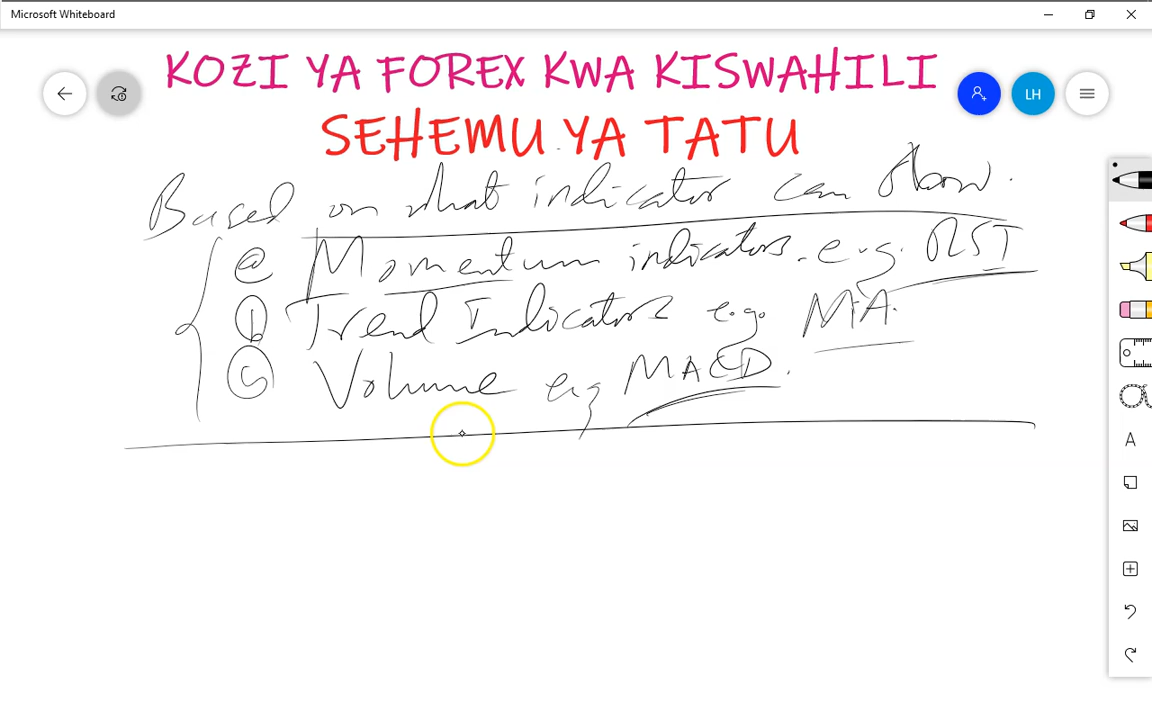 Microsoft Whiteboard
KOZI YA FOREX KWA KISWAHILI
SEHEMU YA TATU
LH
Based on what indicator can show.
ⓐ Momentum indicators. e.g. RSI
ⓑ Trend Indicators e.g. MA.
ⓒ Volume e.g MACD.
A